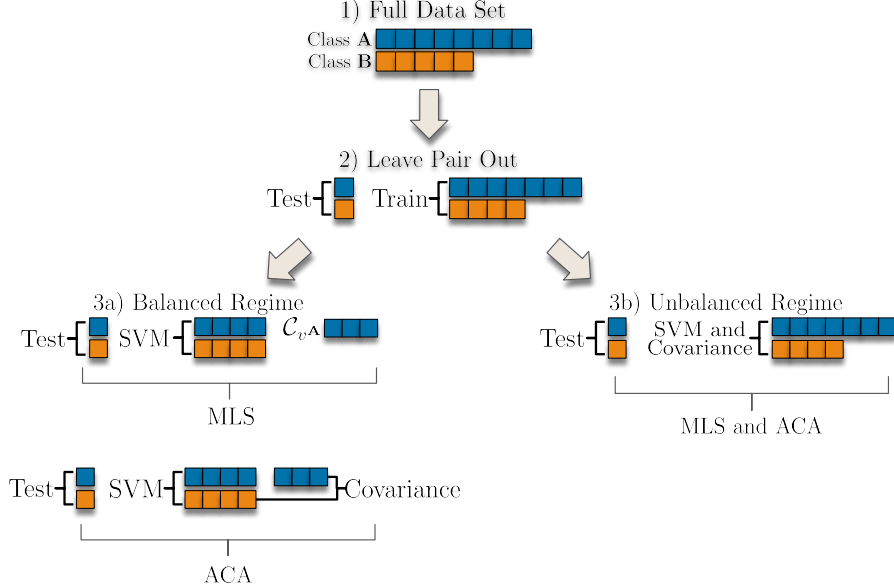 1) Full Data Set
Class A
Class B
2) Leave Pair Out
Test
Train
3a) Balanced Regime
Test
SVM
𝒞ᵥA
MLS
3b) Unbalanced Regime
Test
SVM and
Covariance
MLS and ACA
Test
SVM
Covariance
ACA